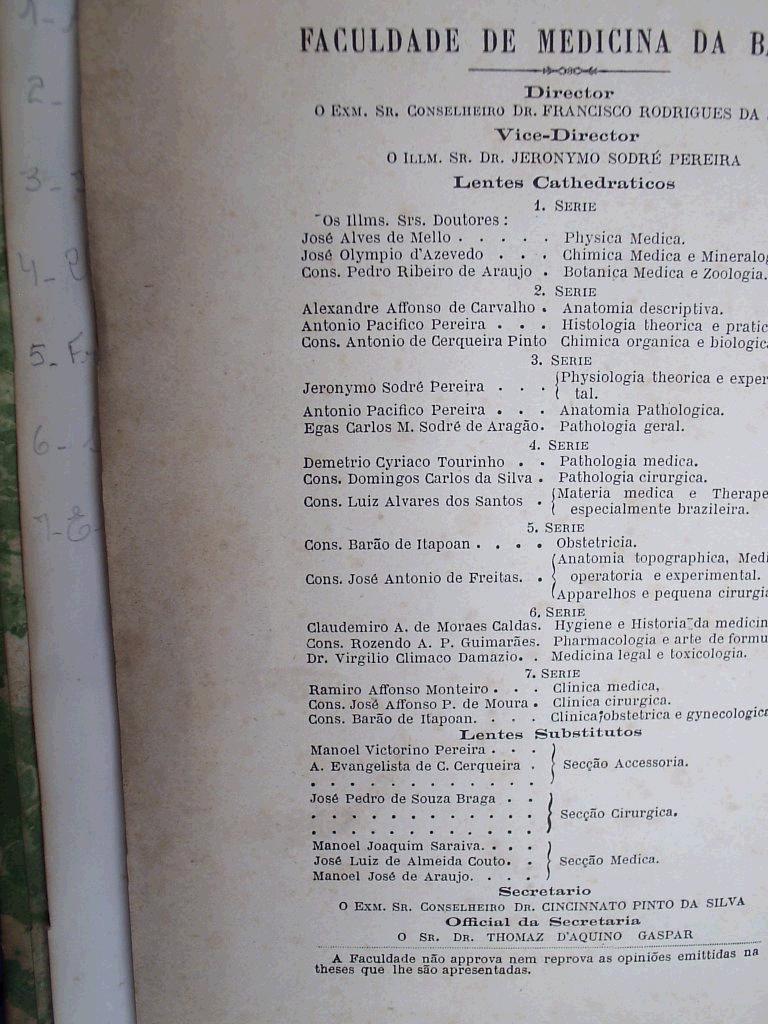 FACULDADE DE MEDICINA DA
Director
O EXM. SR. CONSELHEIRO DR. FRANCISCO RODRIGUES DA
Vice-Director
O ILLM. SR. DR. JERONYMO SODRÉ PEREIRA
Lentes Cathedraticos
1. SERIE
Os Illms. Srs. Doutores :
José Alves de Mello . . . . . Physica Medica.
José Olympio d'Azevedo . . . Chimica Medica e
Cons. Pedro Ribeiro de Araujo . Botanica Medica e Zoologia.
2. SERIE
Alexandre Affonso de Carvalho . Anatomia descriptiva.
Antonio Pacifico Pereira . . . Histologia theorica e
Cons. Antonio de Cerqueira Pinto Chimica organica e
3. SERIE
Jeronymo Sodré Pereira . . . Physiologia theorica e
tal.
Antonio Pacifico Pereira . . . Anatomia Pathologica.
Egas Carlos M. Sodré de Aragão. Pathologia geral.
4. SERIE
Demetrio Cyriaco Tourinho . . Pathologia medica.
Cons. Domingos Carlos da Silva . Pathologia cirurgica.
Cons. Luiz Alvares dos Santos . Materia medica e
especialmente brazileira.
5. SERIE
Cons. Barão de Itapoan . . . . Obstetricia.
Anatomia topographica,
Cons. José Antonio de Freitas. . operatoria e experimental.
Apparelhos e pequena
6. SERIE
Claudemiro A. de Moraes Caldas. Hygiene e Historia da
Cons. Rozendo A. P. Guimarães. Pharmacologia e arte de
Dr. Virgilio Climaco Damazio. . Medicina legal e toxicologia.
7. SERIE
Ramiro Affonso Monteiro . . . Clinica medica,
Cons. José Affonso P. de Moura . Clinica cirurgica.
Cons. Barão de Itapoan. . . . Clinica obstetrica e
Lentes Substitutos
Manoel Victorino Pereira . . .
A. Evangelista de C. Cerqueira . Secção Accessoria.
. . . . . . . . . . . .
José Pedro de Souza Braga . .
. . . . . . . . . . . . Secção Cirurgica.
. . . . . . . . . . . .
Manoel Joaquim Saraiva. . . .
José Luiz de Almeida Couto. . Secção Medica.
Manoel José de Araujo. . . .
Secretario
O EXM. SR. CONSELHEIRO DR. CINCINNATO PINTO DA SILVA
Official da Secretaria
O SR. DR. THOMAZ D'AQUINO GASPAR
A Faculdade não approva nem reprova as opiniões emittidas na
theses que lhe são apresentadas.